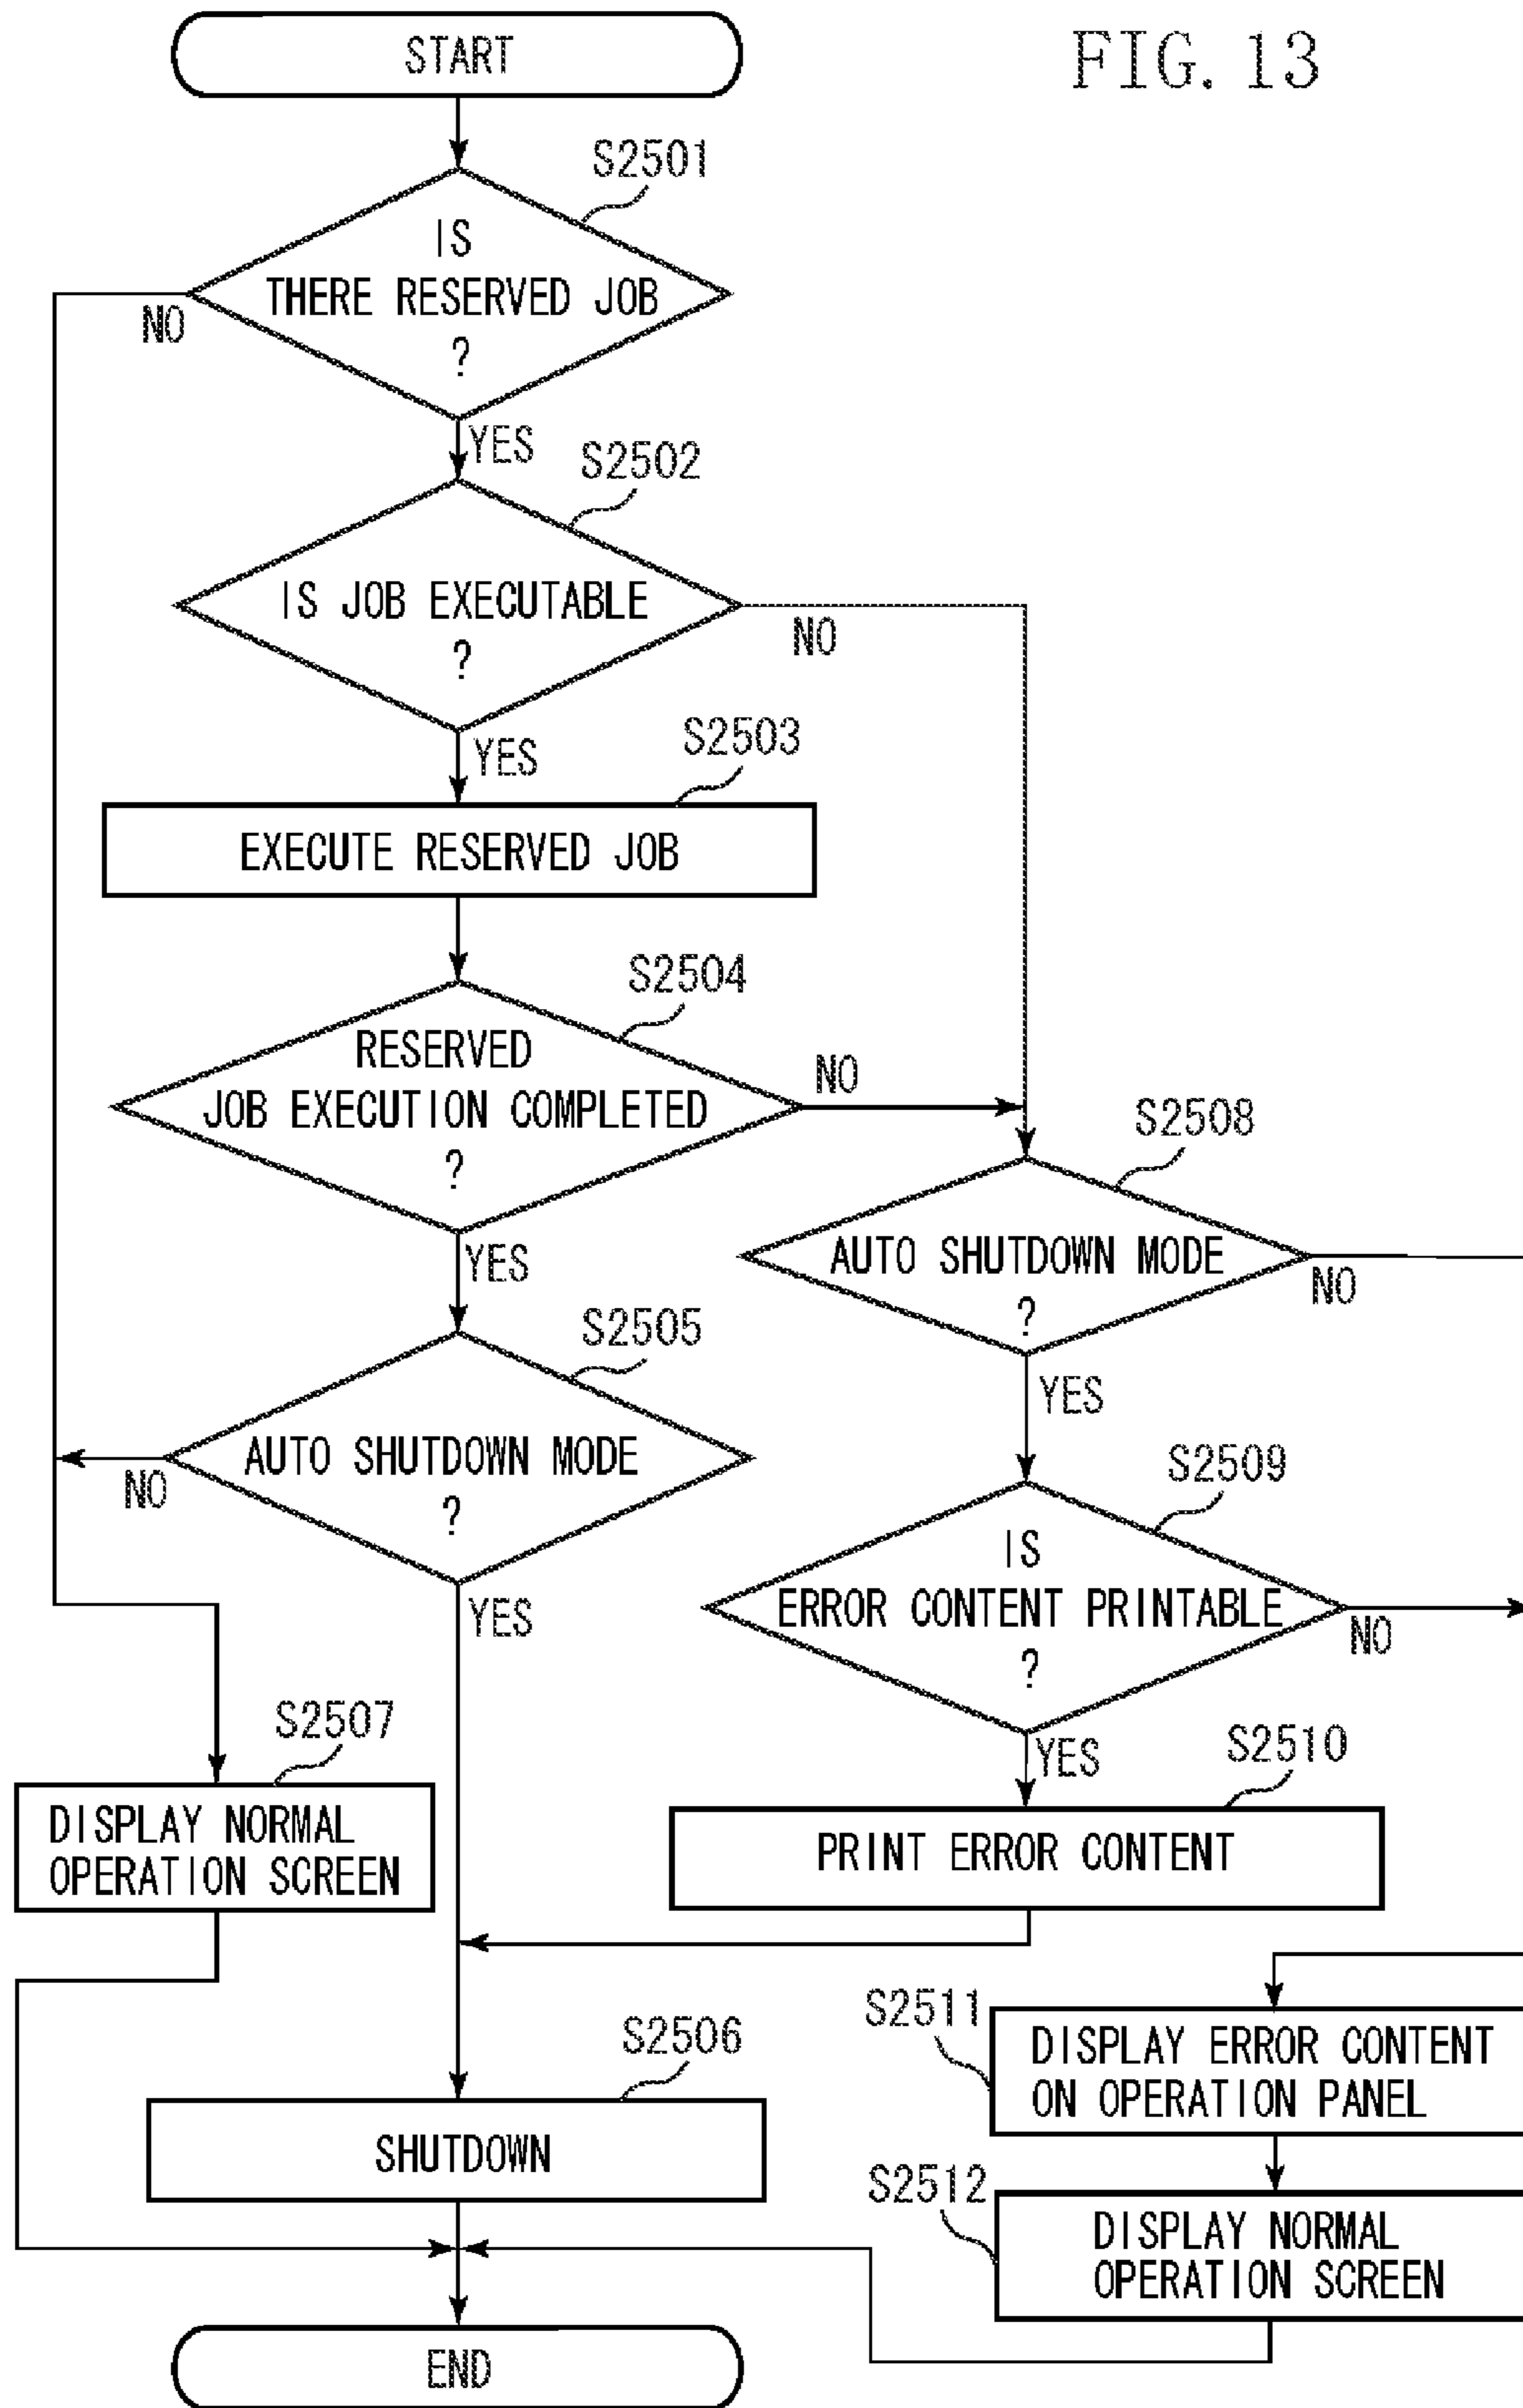 FIG. 13
START
S2501
IS
THERE RESERVED JOB
?
NO
YES
S2502
IS JOB EXECUTABLE
?
NO
YES
S2503
EXECUTE RESERVED JOB
S2504
RESERVED
JOB EXECUTION COMPLETED
?
NO
YES
S2505
AUTO SHUTDOWN MODE
?
NO
YES
S2508
AUTO SHUTDOWN MODE
?
NO
YES
S2509
IS
ERROR CONTENT PRINTABLE
?
NO
YES
S2510
PRINT ERROR CONTENT
S2507
DISPLAY NORMAL
OPERATION SCREEN
S2506
SHUTDOWN
S2511
DISPLAY ERROR CONTENT
ON OPERATION PANEL
S2512
DISPLAY NORMAL
OPERATION SCREEN
END